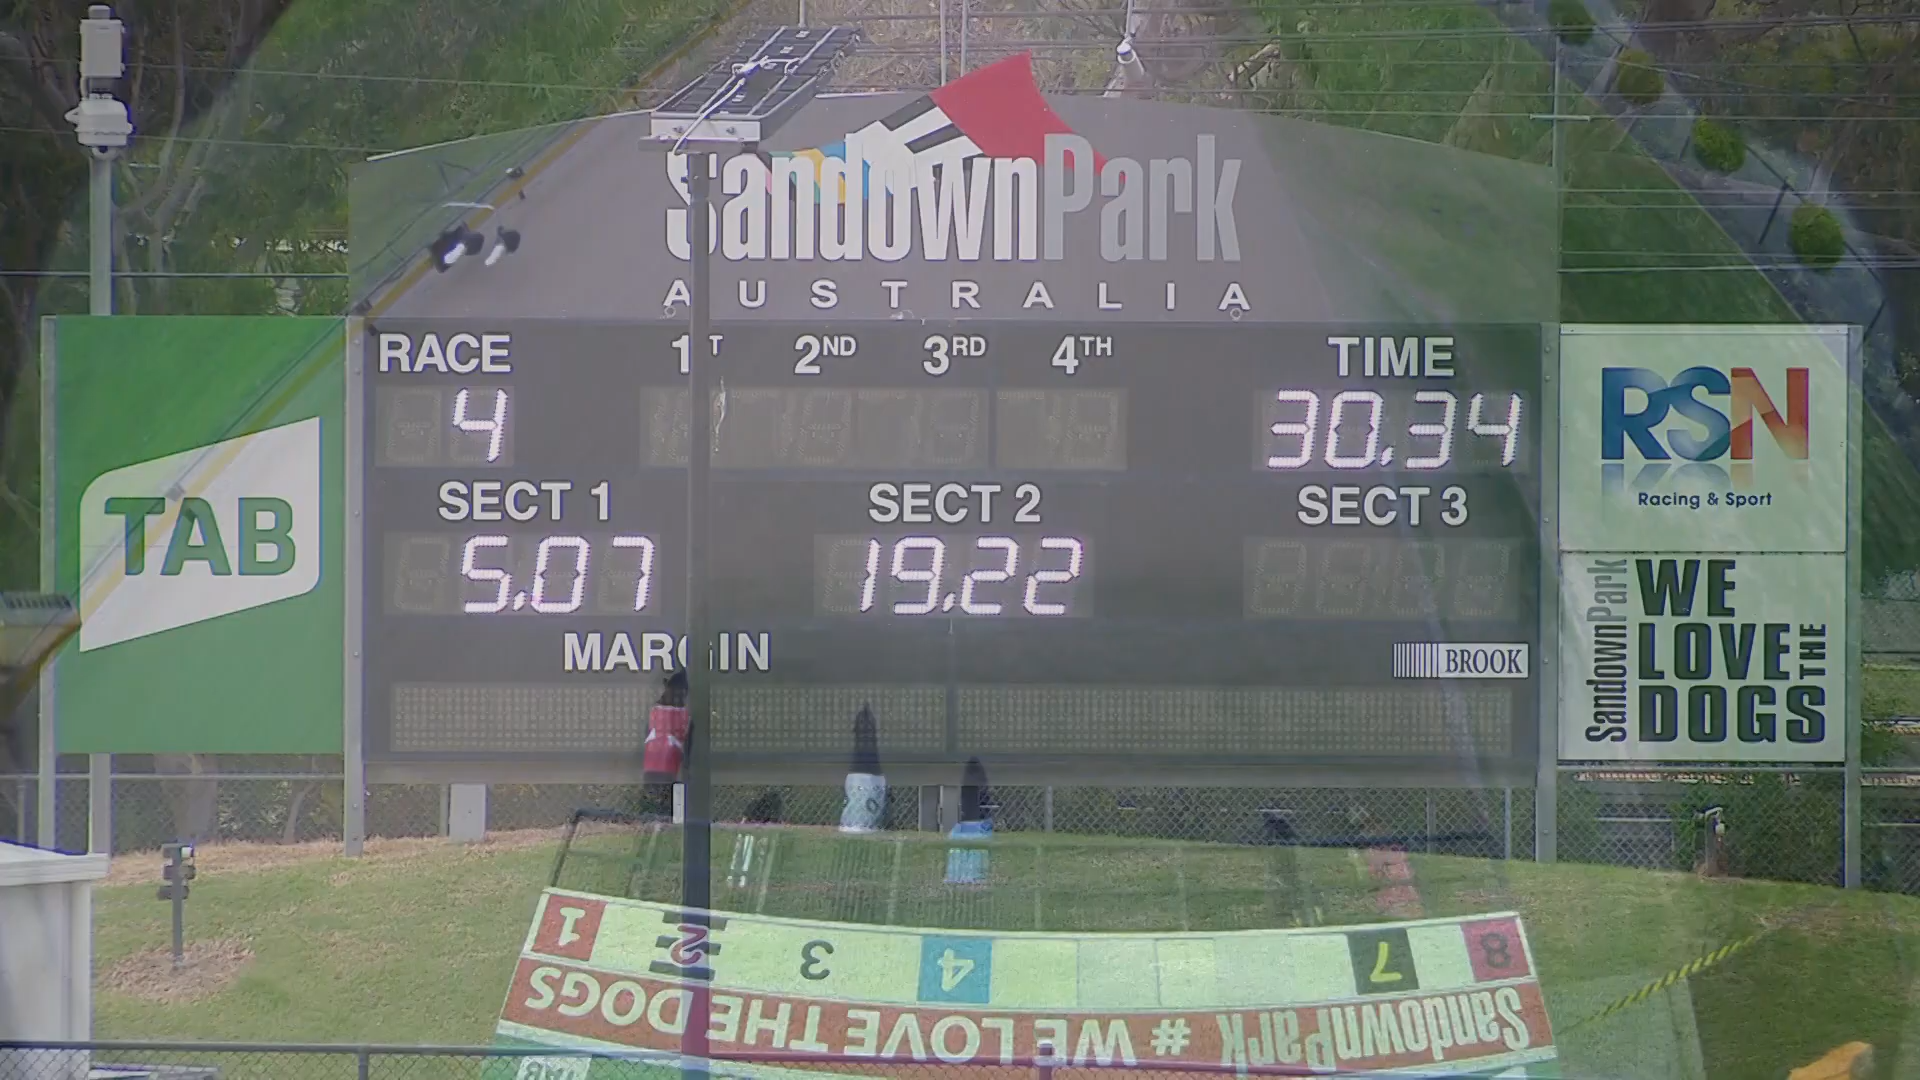 SandownPark
AUSTRALIA
RACE 1ST 2ND 3RD 4TH TIME
4 30.34
SECT 1 SECT 2 SECT 3
5.07 19.22
MARGIN
BROOK
TAB
RSN
Racing & Sport
SandownPark
WE
LOVE THE
DOGS
1 2 3 4 7 8
SandownPark # WE LOVE THE DOGS
TAB